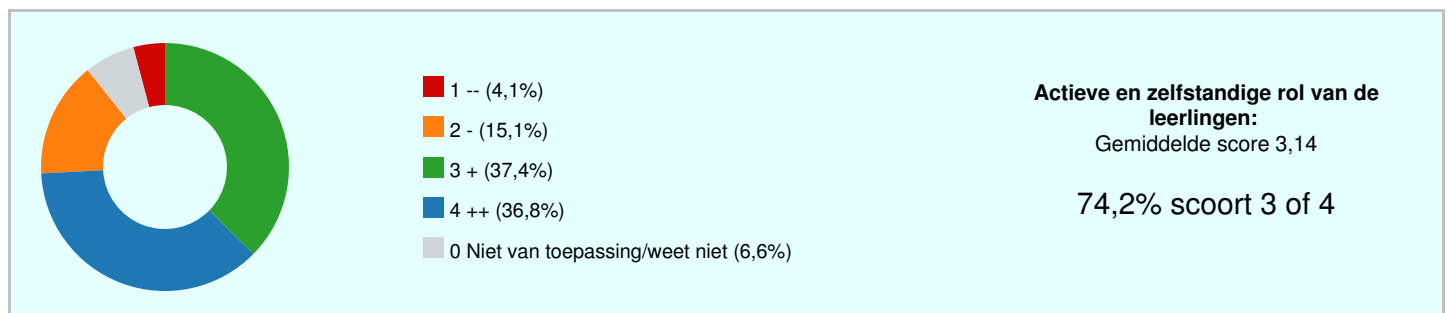 1 -- (4,1%)
2 - (15,1%)
3 + (37,4%)
4 ++ (36,8%)
0 Niet van toepassing/weet niet (6,6%)
Actieve en zelfstandige rol van de
leerlingen:
Gemiddelde score 3,14
74,2% scoort 3 of 4